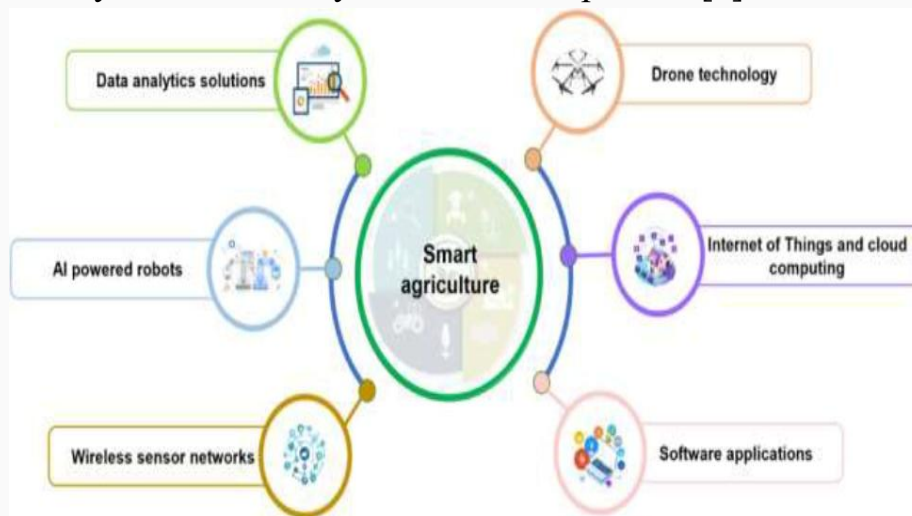 Data analytics solutions
Drone technology
AI powered robots
Smart
agriculture
Internet of Things and cloud
computing
Wireless sensor networks
Software applications